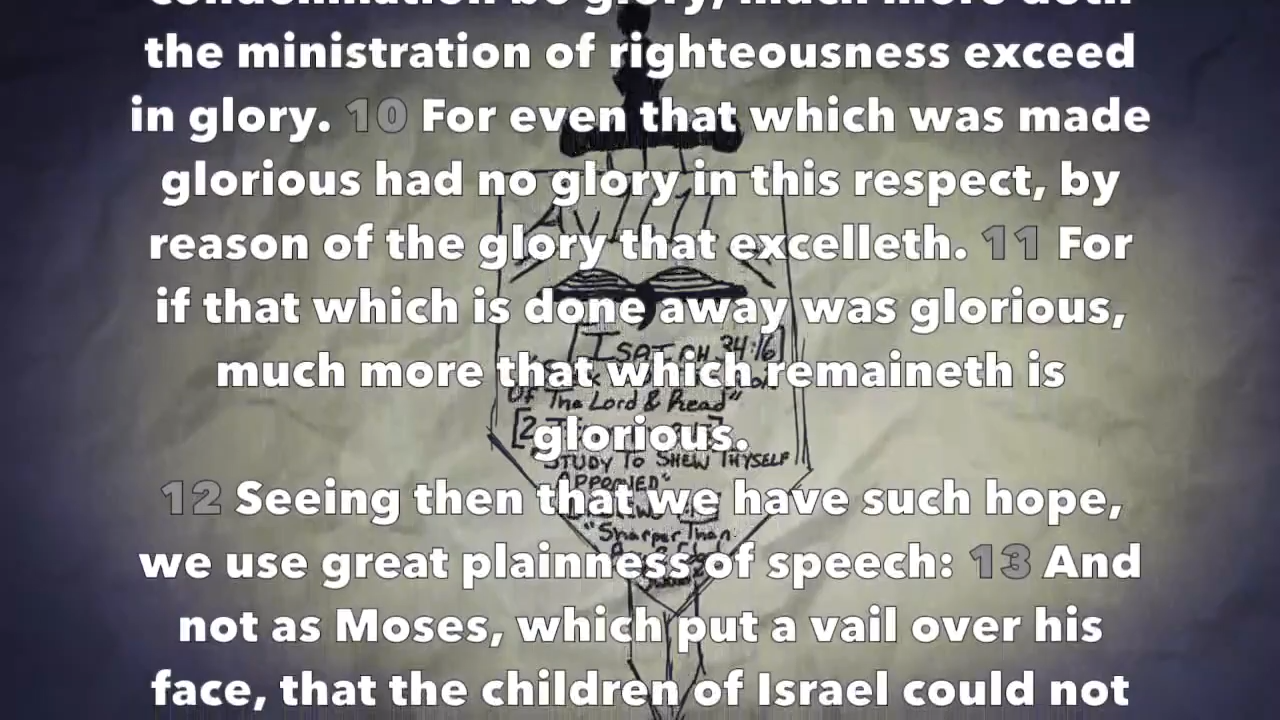 condemnation be glory, much more doth
the ministration of righteousness exceed
in glory. 10 For even that which was made
glorious had no glory in this respect, by
reason of the glory that excelleth. 11 For
if that which is done away was glorious,
much more that which remaineth is
glorious.
12 Seeing then that we have such hope,
we use great plainness of speech: 13 And
not as Moses, which put a vail over his
face, that the children of Israel could not
AV 1611
[ISAIAH 34:16]
Of The Lord & Read"
[2
"STUDY TO SHEW THYSELF
APPROVED"
"Sharper Than